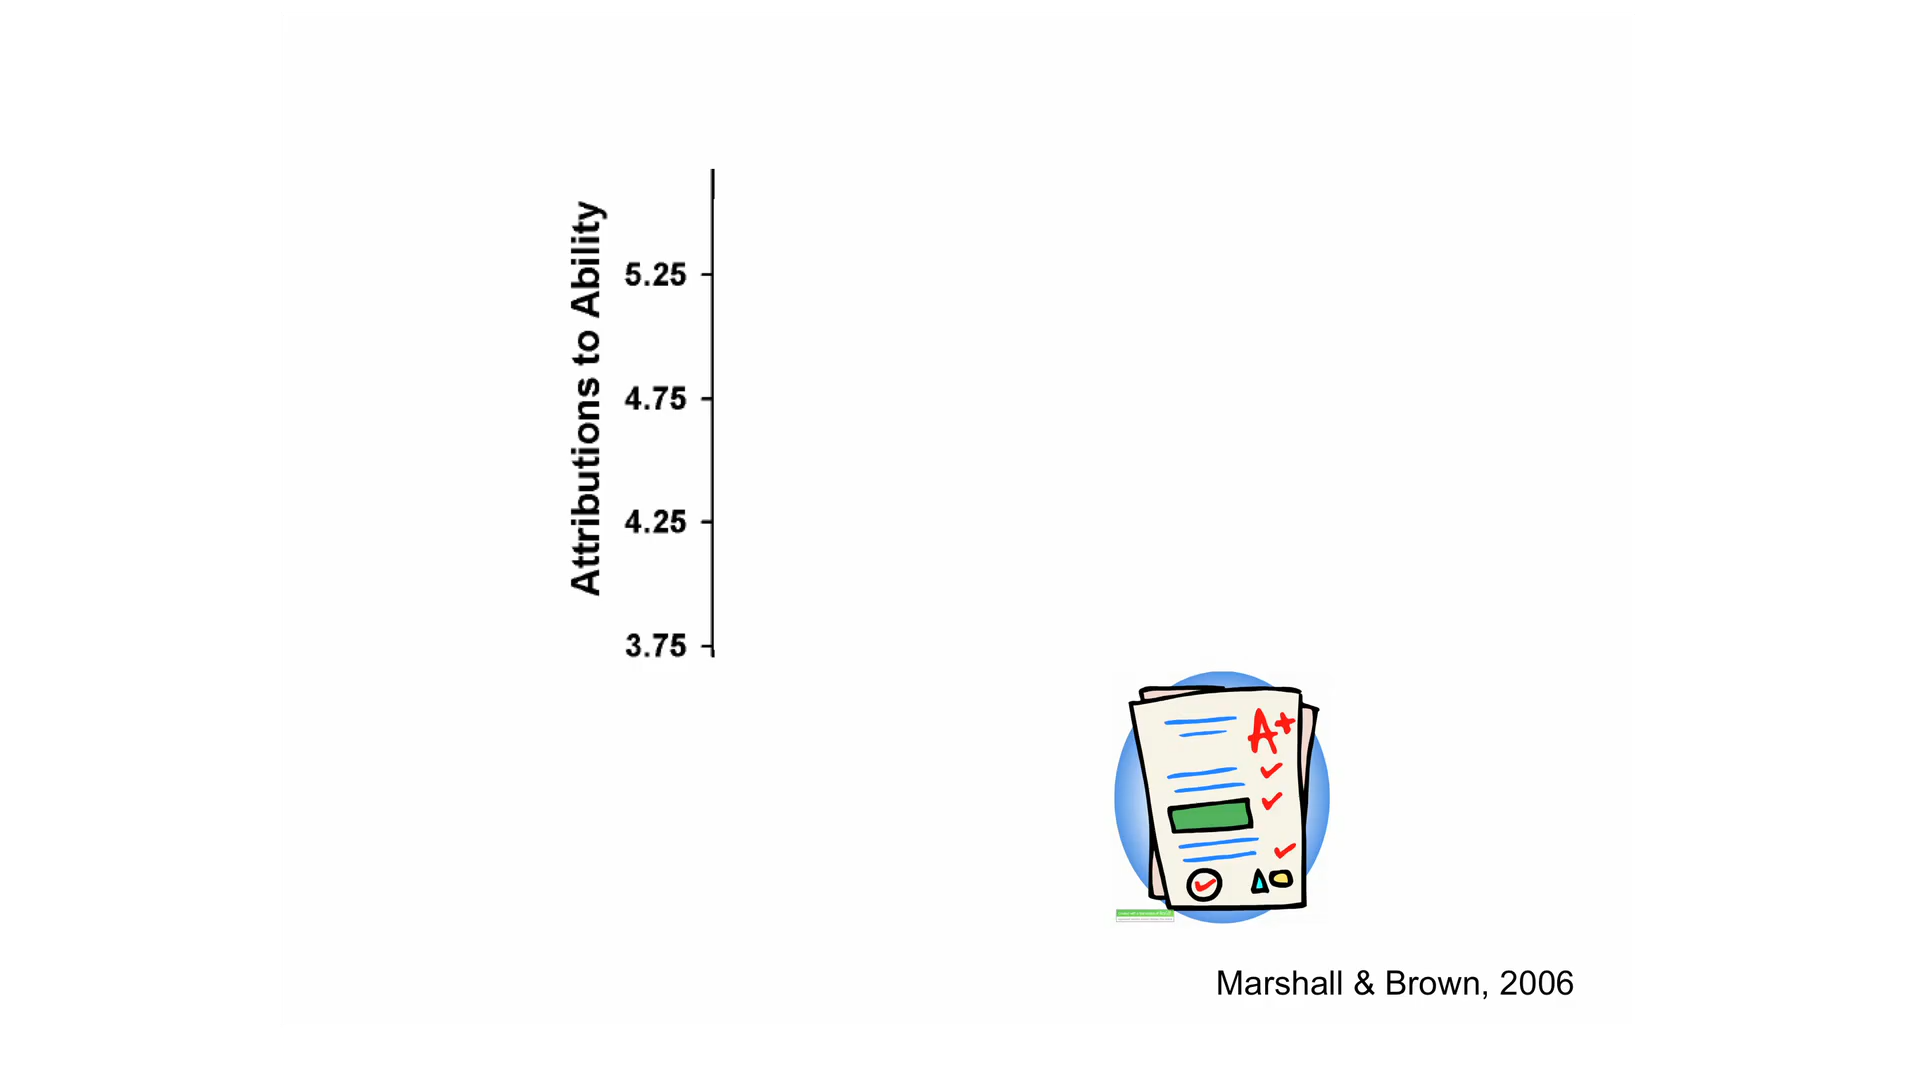 Attributions to Ability
5.25
4.75
4.25
3.75
A+
Marshall & Brown, 2006